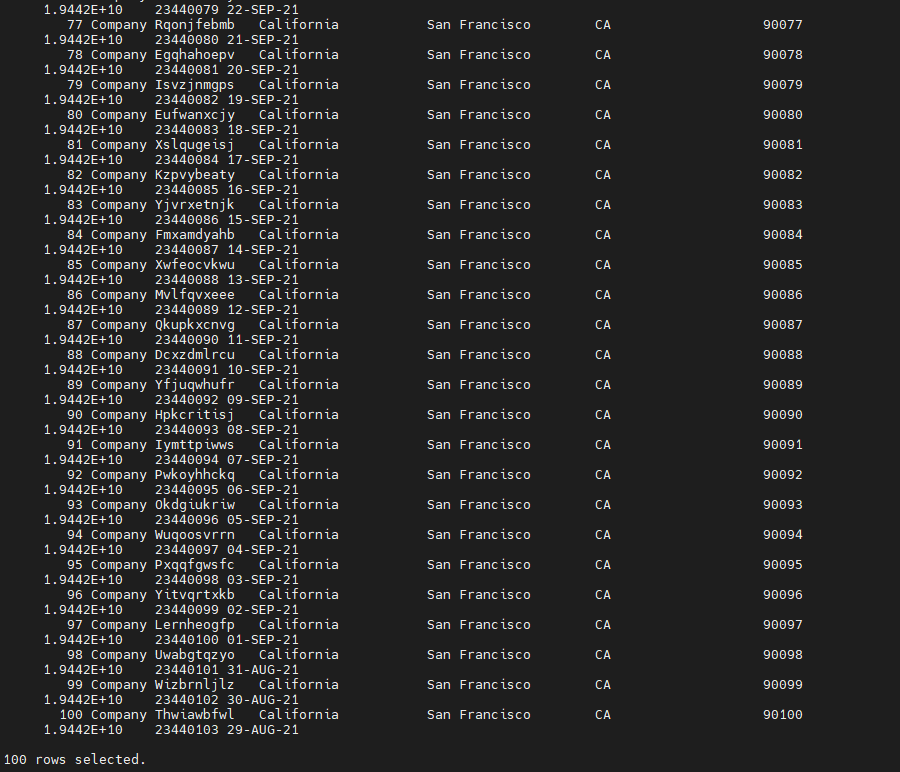 1.9442E+10 23440079 22-SEP-21
77 Company Rqonjfebmb California San Francisco CA 90077
1.9442E+10 23440080 21-SEP-21
78 Company Egqhahoepv California San Francisco CA 90078
1.9442E+10 23440081 20-SEP-21
79 Company Isvzjnmgps California San Francisco CA 90079
1.9442E+10 23440082 19-SEP-21
80 Company Eufwanxcjy California San Francisco CA 90080
1.9442E+10 23440083 18-SEP-21
81 Company Xslqugeisj California San Francisco CA 90081
1.9442E+10 23440084 17-SEP-21
82 Company Kzpvybeaty California San Francisco CA 90082
1.9442E+10 23440085 16-SEP-21
83 Company Yjvrxetnjk California San Francisco CA 90083
1.9442E+10 23440086 15-SEP-21
84 Company Fmxamdyahb California San Francisco CA 90084
1.9442E+10 23440087 14-SEP-21
85 Company Xwfeocvkwu California San Francisco CA 90085
1.9442E+10 23440088 13-SEP-21
86 Company Mvlfqvxeee California San Francisco CA 90086
1.9442E+10 23440089 12-SEP-21
87 Company Qkupkxcnvg California San Francisco CA 90087
1.9442E+10 23440090 11-SEP-21
88 Company Dcxzdmlrcu California San Francisco CA 90088
1.9442E+10 23440091 10-SEP-21
89 Company Yfjuqwhufr California San Francisco CA 90089
1.9442E+10 23440092 09-SEP-21
90 Company Hpkcritisj California San Francisco CA 90090
1.9442E+10 23440093 08-SEP-21
91 Company Iymttpiwws California San Francisco CA 90091
1.9442E+10 23440094 07-SEP-21
92 Company Pwkoyhhckq California San Francisco CA 90092
1.9442E+10 23440095 06-SEP-21
93 Company Okdgiukriw California San Francisco CA 90093
1.9442E+10 23440096 05-SEP-21
94 Company Wuqoosvrrn California San Francisco CA 90094
1.9442E+10 23440097 04-SEP-21
95 Company Pxqqfgwsfc California San Francisco CA 90095
1.9442E+10 23440098 03-SEP-21
96 Company Yitvqrtxkb California San Francisco CA 90096
1.9442E+10 23440099 02-SEP-21
97 Company Lernheogfp California San Francisco CA 90097
1.9442E+10 23440100 01-SEP-21
98 Company Uwabgtqzyo California San Francisco CA 90098
1.9442E+10 23440101 31-AUG-21
99 Company Wizbrnljlz California San Francisco CA 90099
1.9442E+10 23440102 30-AUG-21
100 Company Thwiawbfwl California San Francisco CA 90100
1.9442E+10 23440103 29-AUG-21
100 rows selected.